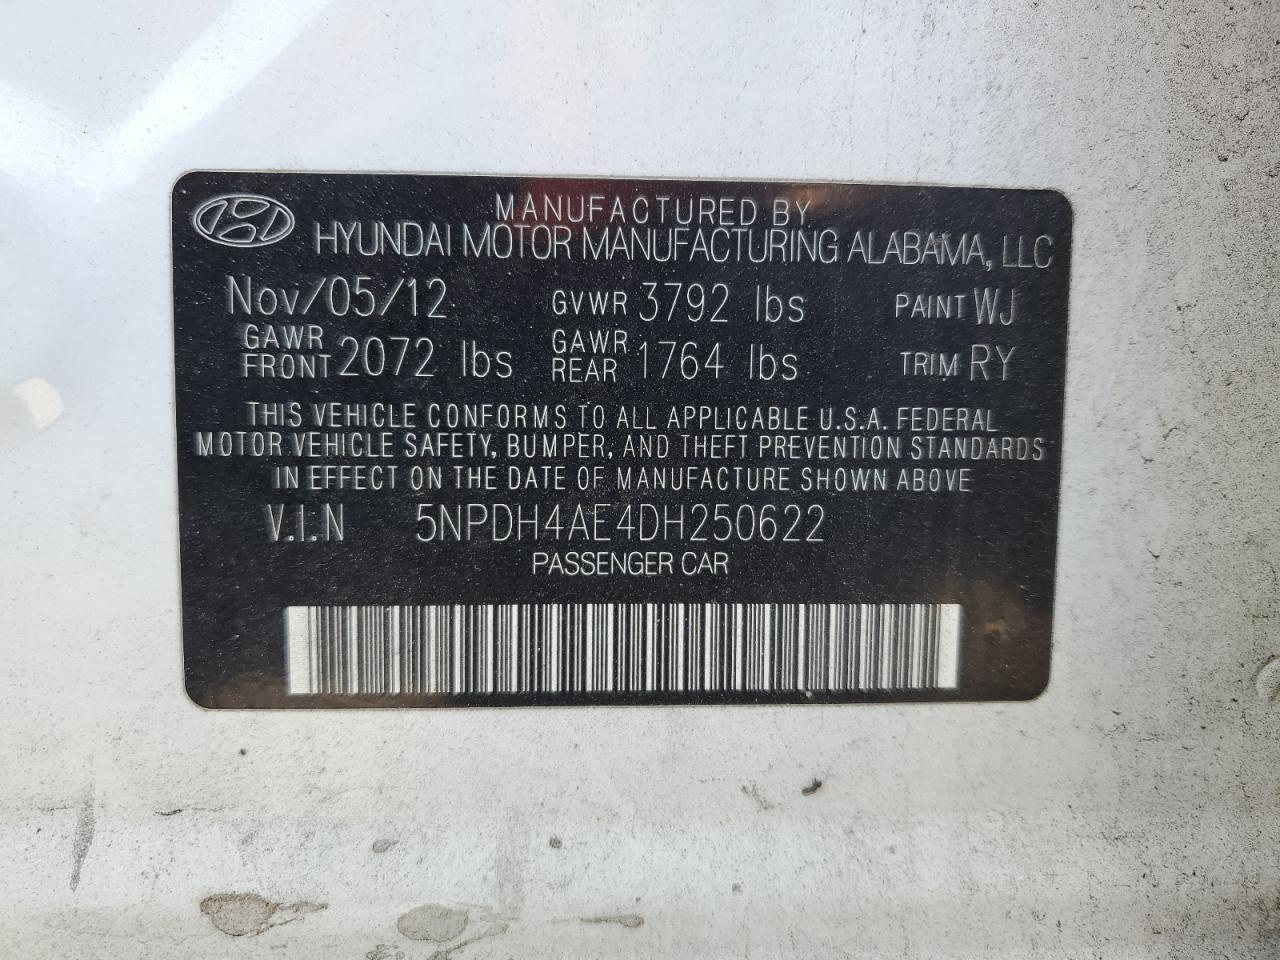 MANUFACTURED BY
HYUNDAI MOTOR MANUFACTURING ALABAMA, LLC
Nov/05/12 GVWR 3792 lbs PAINT WJ
GAWR FRONT 2072 lbs GAWR REAR 1764 lbs TRIM RY
THIS VEHICLE CONFORMS TO ALL APPLICABLE U.S.A. FEDERAL
MOTOR VEHICLE SAFETY, BUMPER, AND THEFT PREVENTION STANDARDS
IN EFFECT ON THE DATE OF MANUFACTURE SHOWN ABOVE
V.I.N 5NPDH4AE4DH250622
PASSENGER CAR